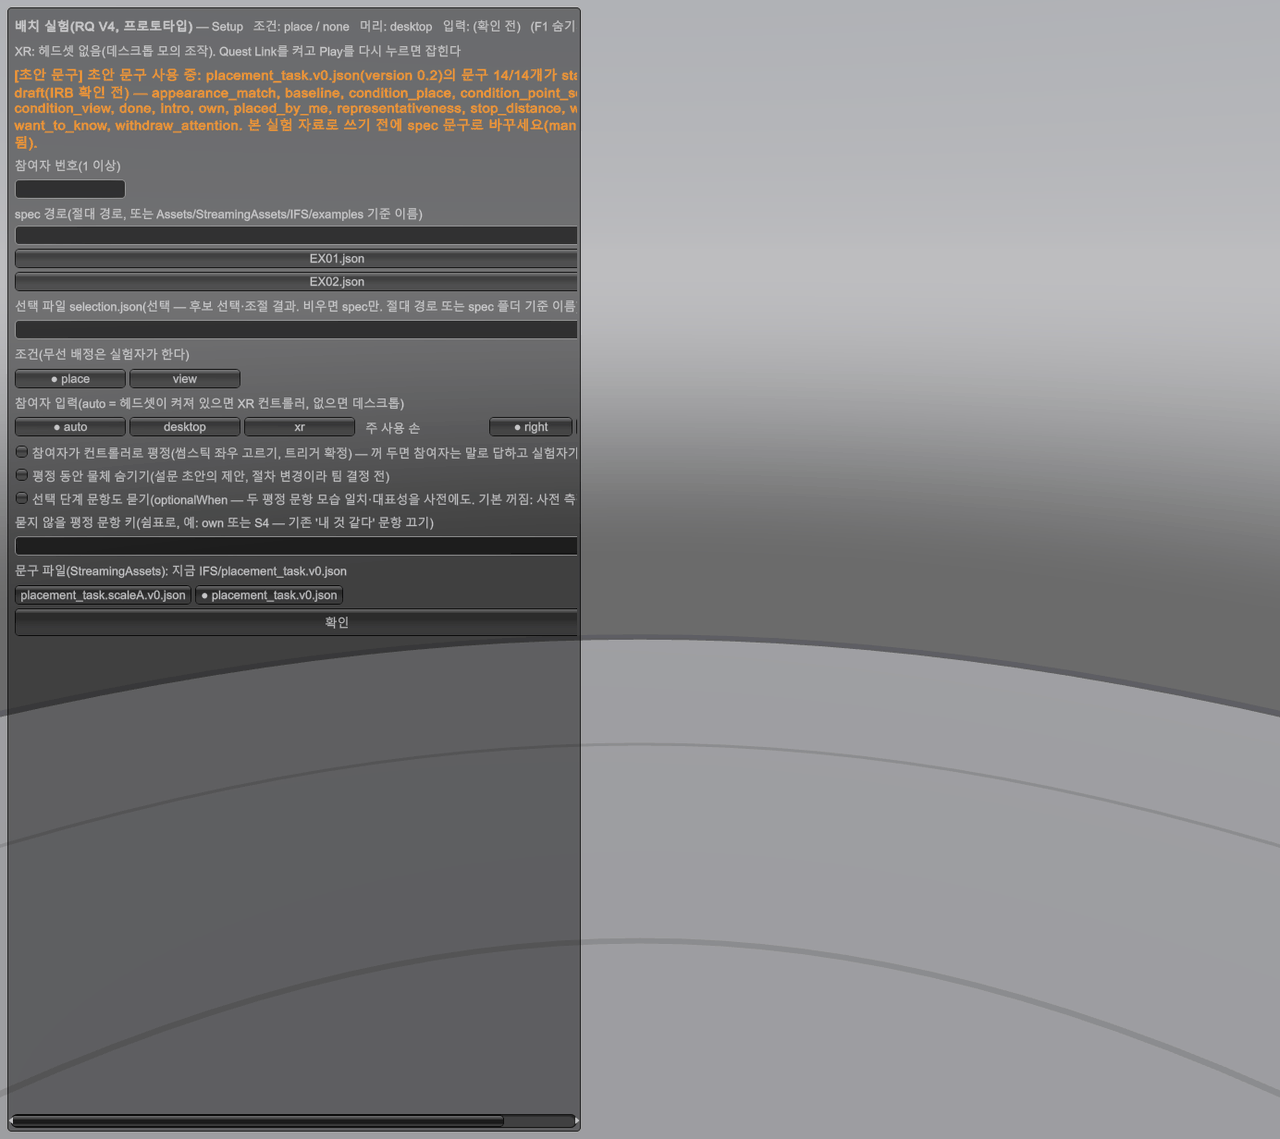 배치 실험(RQ V4, 프로토타입) — Setup 조건: place / none 머리: desktop 입력: (확인 전) (F1 숨기
XR: 헤드셋 없음(데스크톱 모의 조작). Quest Link를 켜고 Play를 다시 누르면 잡힌다
[초안 문구] 초안 문구 사용 중: placement_task.v0.json(version 0.2)의 문구 14/14개가
draft(IRB 확인 전) — appearance_match, baseline, condition_place,
condition_view, done, intro, own, placed_by_me, representativeness, stop_distance,
want_to_know, withdraw_attention. 본 실험 자료로 쓰기 전에 spec 문구로 바꾸세요(man
됨).
참여자 번호(1 이상)
spec 경로(절대 경로, 또는 Assets/StreamingAssets/IFS/examples 기준 이름)
EX01.json
EX02.json
선택 파일 selection.json(선택 — 후보 선택·조절 결과. 비우면 spec만. 절대 경로 또는 spec 폴더 기준 이름
조건(무선 배정은 실험자가 한다)
● place view
참여자 입력(auto = 헤드셋이 켜져 있으면 XR 컨트롤러, 없으면 데스크톱)
● auto desktop xr 주 사용 손 ● right
참여자가 컨트롤러로 평정(썸스틱 좌우 고르기, 트리거 확정) — 꺼 두면 참여자는 말로 답하고 실험자가
평정 동안 물체 숨기기(설문 초안의 제안, 절차 변경이라 팀 결정 전)
선택 단계 문항도 묻기(optionalWhen — 두 평정 문항 모습 일치·대표성을 사전에도. 기본 꺼짐: 사전 측
묻지 않을 평정 문항 키(쉼표로, 예: own 또는 S4 — 기존 '내 것 같다' 문항 끄기)
문구 파일(StreamingAssets): 지금 IFS/placement_task.v0.json
placement_task.scaleA.v0.json ● placement_task.v0.json
확인